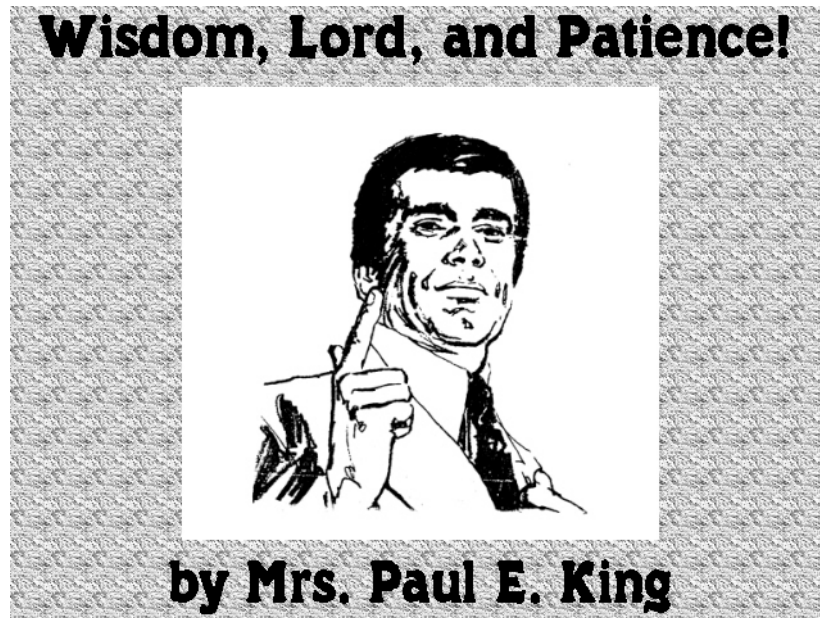 Wisdom, Lord, and Patience!
by Mrs. Paul E. King